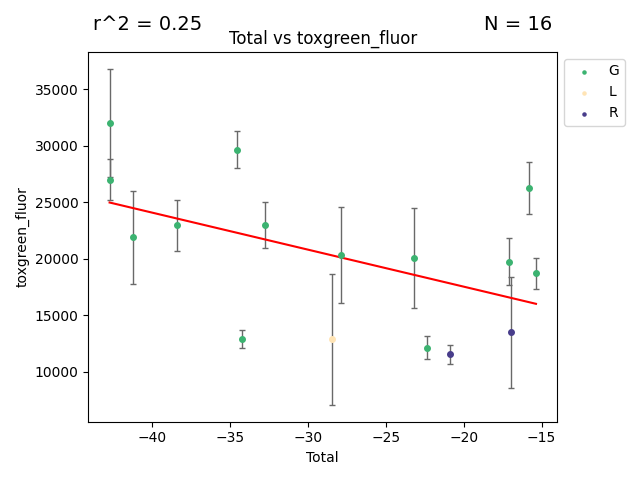 r^2 = 0.25
N = 16
Total vs toxgreen_fluor
35000
30000
25000
20000
15000
10000
toxgreen_fluor
−40
−35
−30
−25
−20
−15
Total
G
L
R